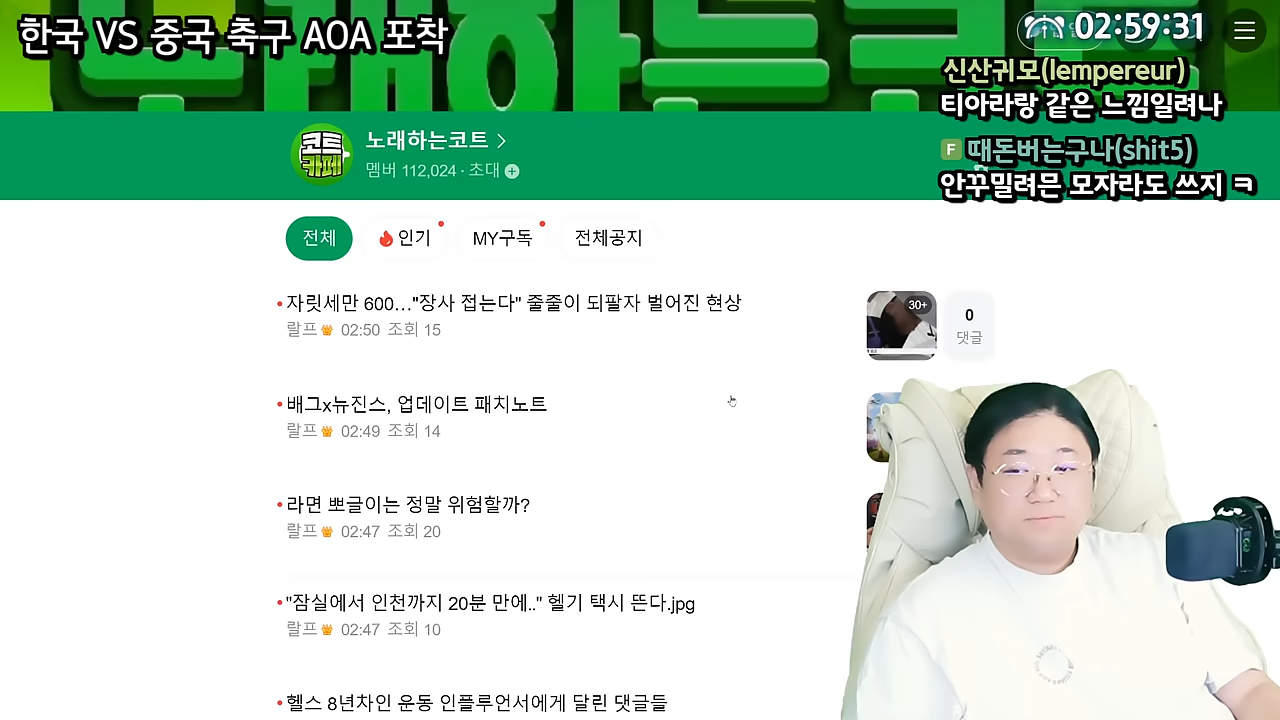 한국 VS 중국 축구 AOA 포착
노래하는코트
02:59:31
신산귀모(lempereur)
티아라랑 같은 느낌일려나
F 때돈버는구나(shit5)
안꾸밀려믄 모자라도 쓰지 ㅋ
코트
카페
노래하는코트
멤버 112,024 · 초대
전체
인기
MY구독
전체공지
자릿세만 600…"장사 접는다" 줄줄이 되팔자 벌어진 현상
랄프 02:50 조회 15
30+
0
댓글
배그x뉴진스, 업데이트 패치노트
랄프 02:49 조회 14
라면 뽀글이는 정말 위험할까?
랄프 02:47 조회 20
"잠실에서 인천까지 20분 만에.." 헬기 택시 뜬다.jpg
랄프 02:47 조회 10
헬스 8년차인 운동 인플루언서에게 달린 댓글들